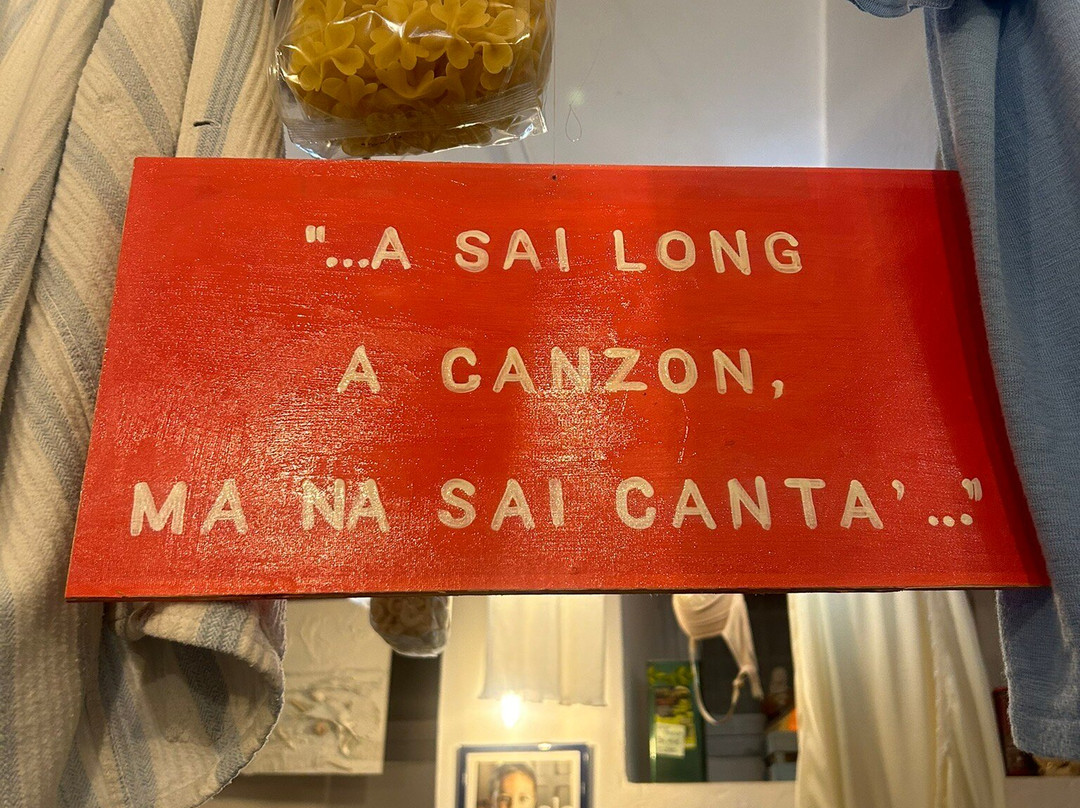 "...A SAI LONG
A CANZON,
MA NA SAI CANTA'..."